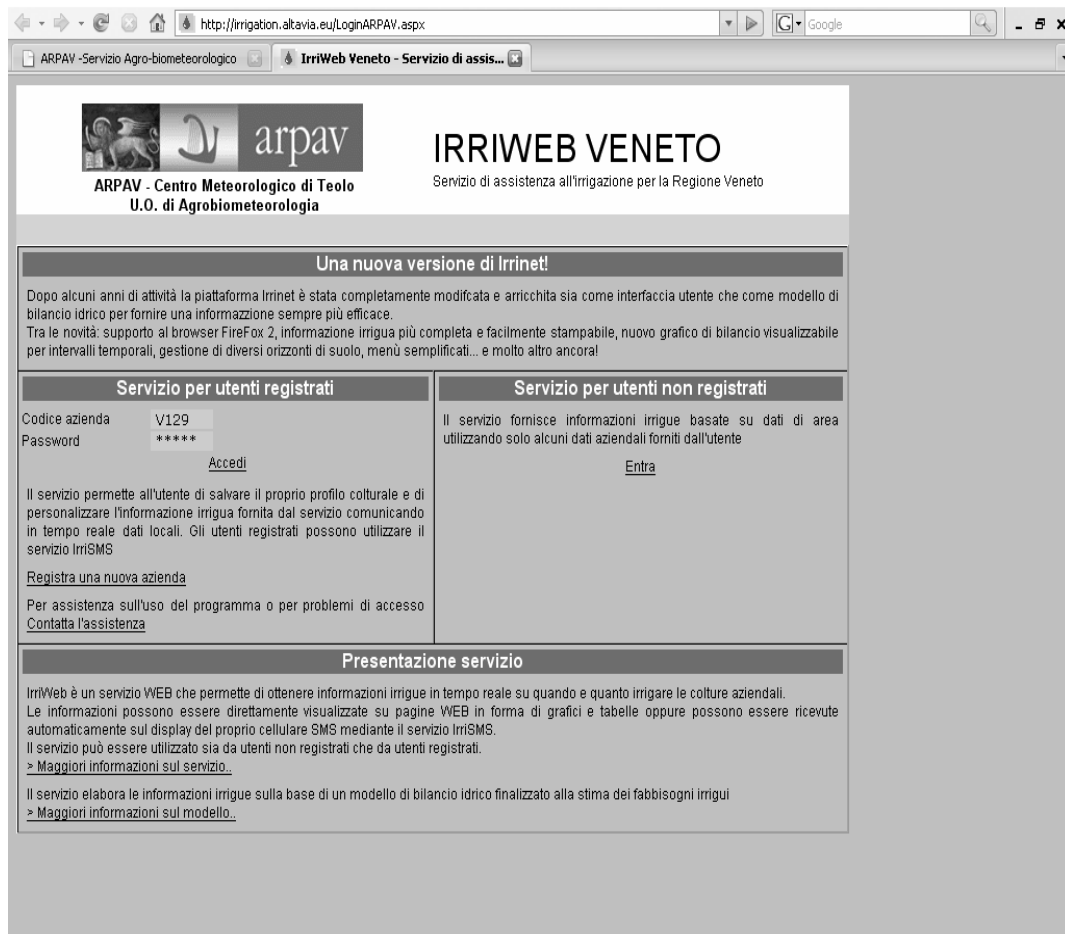 http://irrigation.altavia.eu/LoginARPAV.aspx
G
Google
ARPAV -Servizio Agro-biometeorologico
IrriWeb Veneto - Servizio di assis...
arpav
ARPAV - Centro Meteorologico di Teolo
U.O. di Agrobiometeorologia
IRRIWEB VENETO
Servizio di assistenza all'irrigazione per la Regione Veneto
Una nuova versione di Irrinet!
Dopo alcuni anni di attività la piattaforma Irrinet è stata completamente modifcata e arricchita sia come interfaccia utente che come modello di
bilancio idrico per fornire una informazzione sempre più efficace.
Tra le novità: supporto al browser FireFox 2, informazione irrigua più completa e facilmente stampabile, nuovo grafico di bilancio visualizzabile
per intervalli temporali, gestione di diversi orizzonti di suolo, menù semplificati... e molto altro ancora!
Servizio per utenti registrati
Codice azienda V129
Password *****
Accedi
Il servizio permette all'utente di salvare il proprio profilo colturale e di
personalizzare l'informazione irrigua fornita dal servizio comunicando
in tempo reale dati locali. Gli utenti registrati possono utilizzare il
servizio IrriSMS
Registra una nuova azienda
Per assistenza sull'uso del programma o per problemi di accesso
Contatta l'assistenza
Servizio per utenti non registrati
Il servizio fornisce informazioni irrigue basate su dati di area
utilizzando solo alcuni dati aziendali forniti dall'utente
Entra
Presentazione servizio
IrriWeb è un servizio WEB che permette di ottenere informazioni irrigue in tempo reale su quando e quanto irrigare le colture aziendali.
Le informazioni possono essere direttamente visualizzate su pagine WEB in forma di grafici e tabelle oppure possono essere ricevute
automaticamente sul display del proprio cellulare SMS mediante il servizio IrriSMS.
Il servizio può essere utilizzato sia da utenti non registrati che da utenti registrati.
> Maggiori informazioni sul servizio..
Il servizio elabora le informazioni irrigue sulla base di un modello di bilancio idrico finalizzato alla stima dei fabbisogni irrigui
> Maggiori informazioni sul modello..